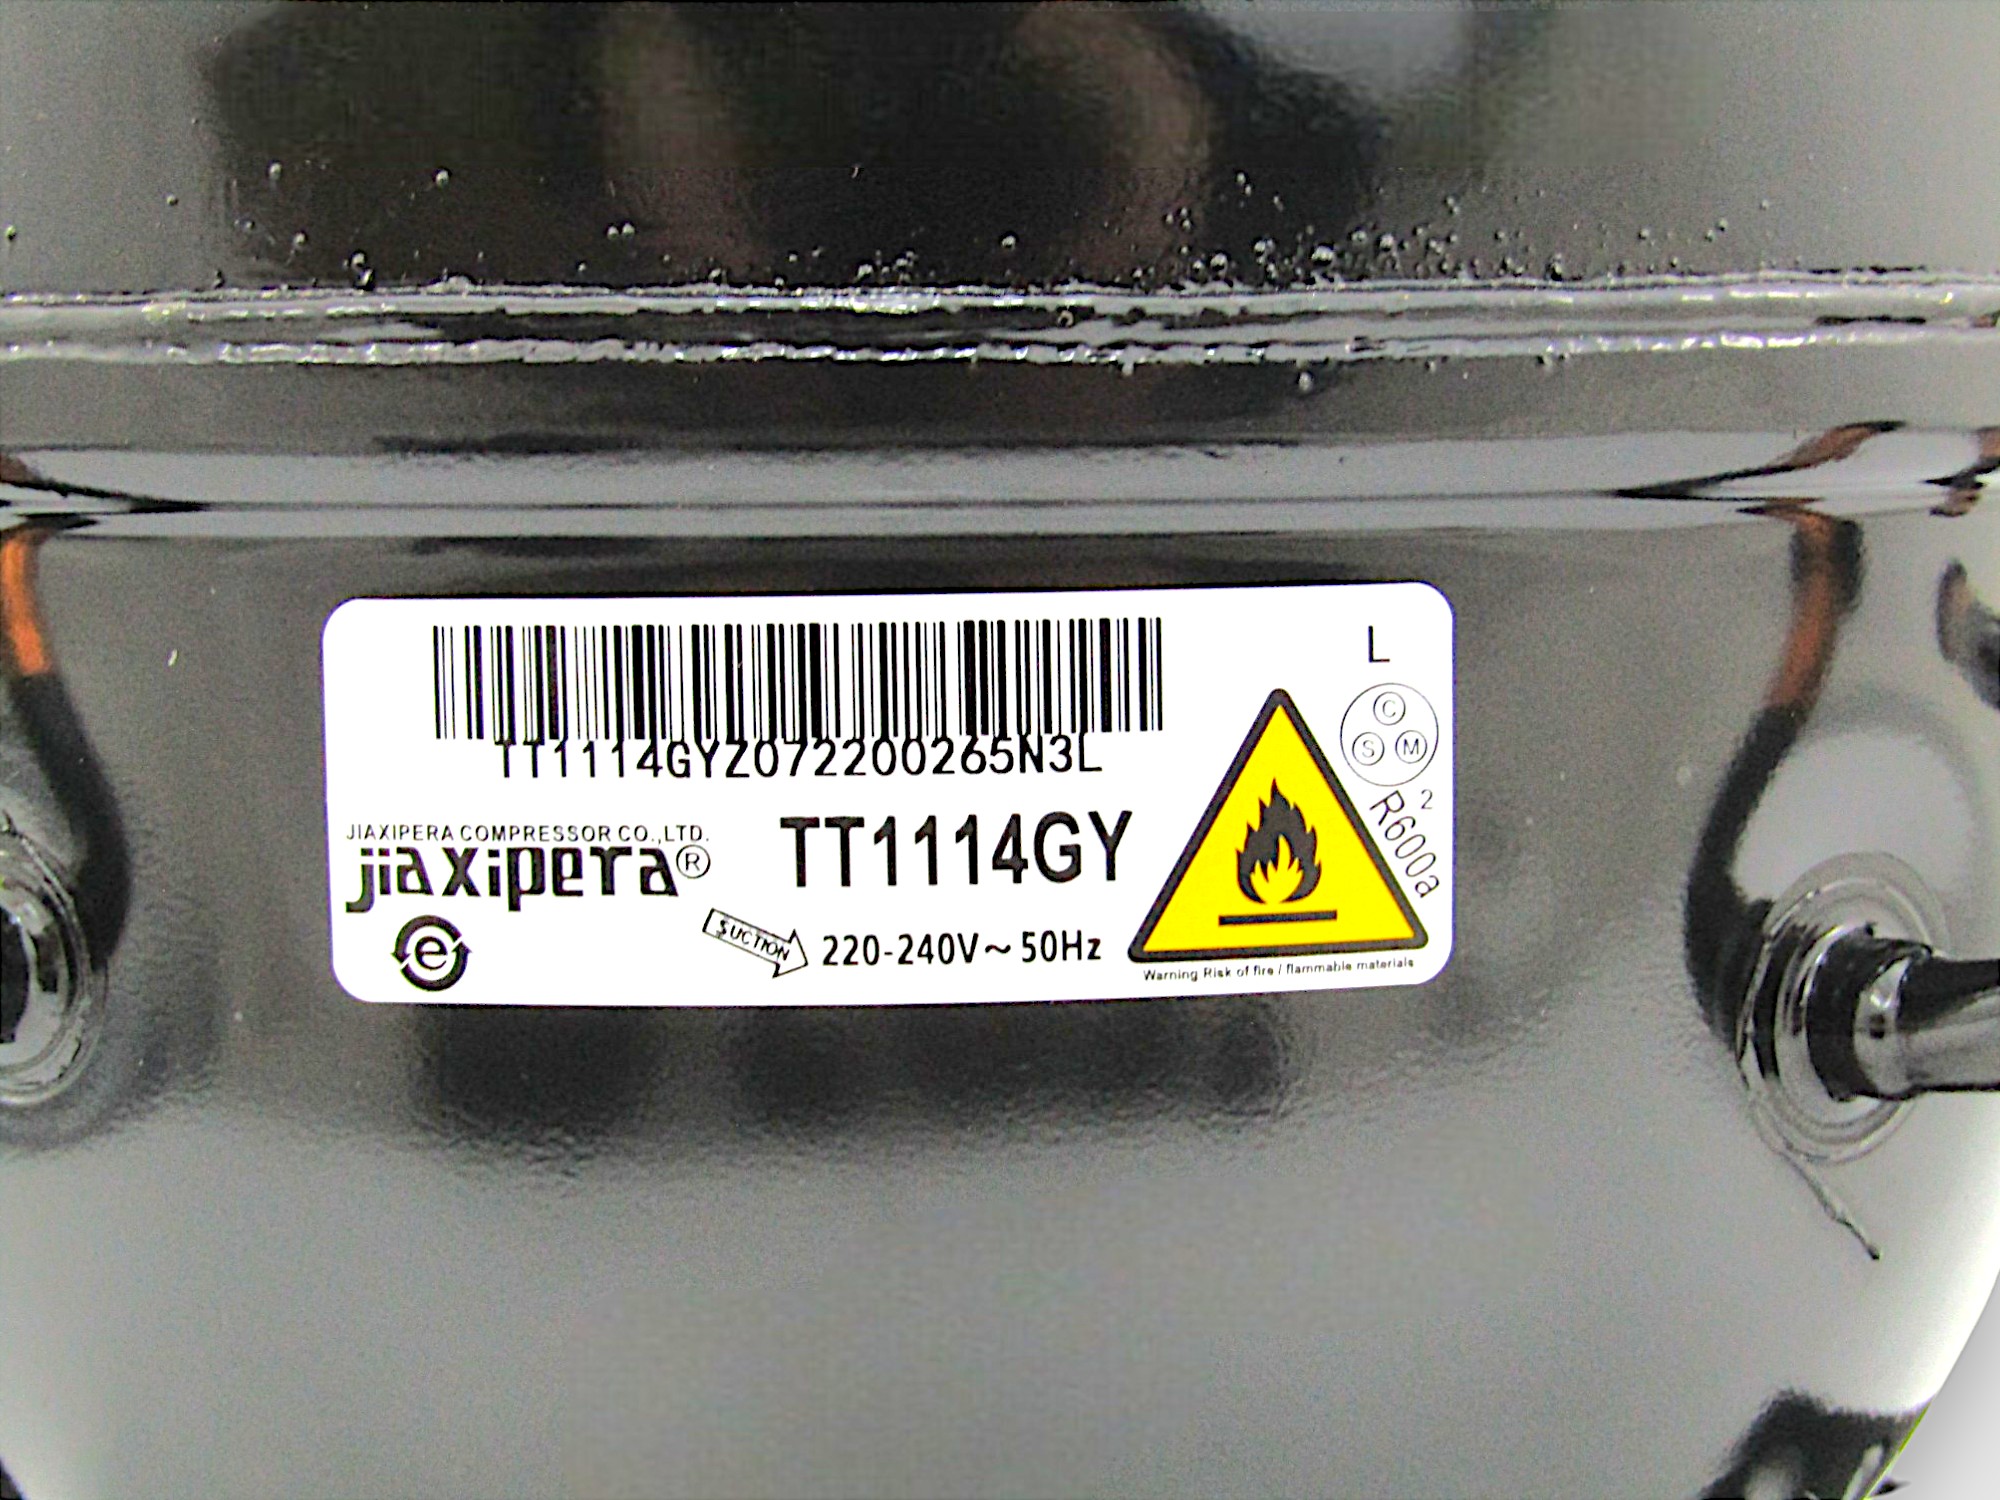 L
TT1114GYZ072200265N3L
C
S M
2
R600a
JIAXIPERA COMPRESSOR CO.,LTD.
jiaxipera®
TT1114GY
e
SUCTION
220-240V~50Hz
Warning Risk of fire / flammable materials